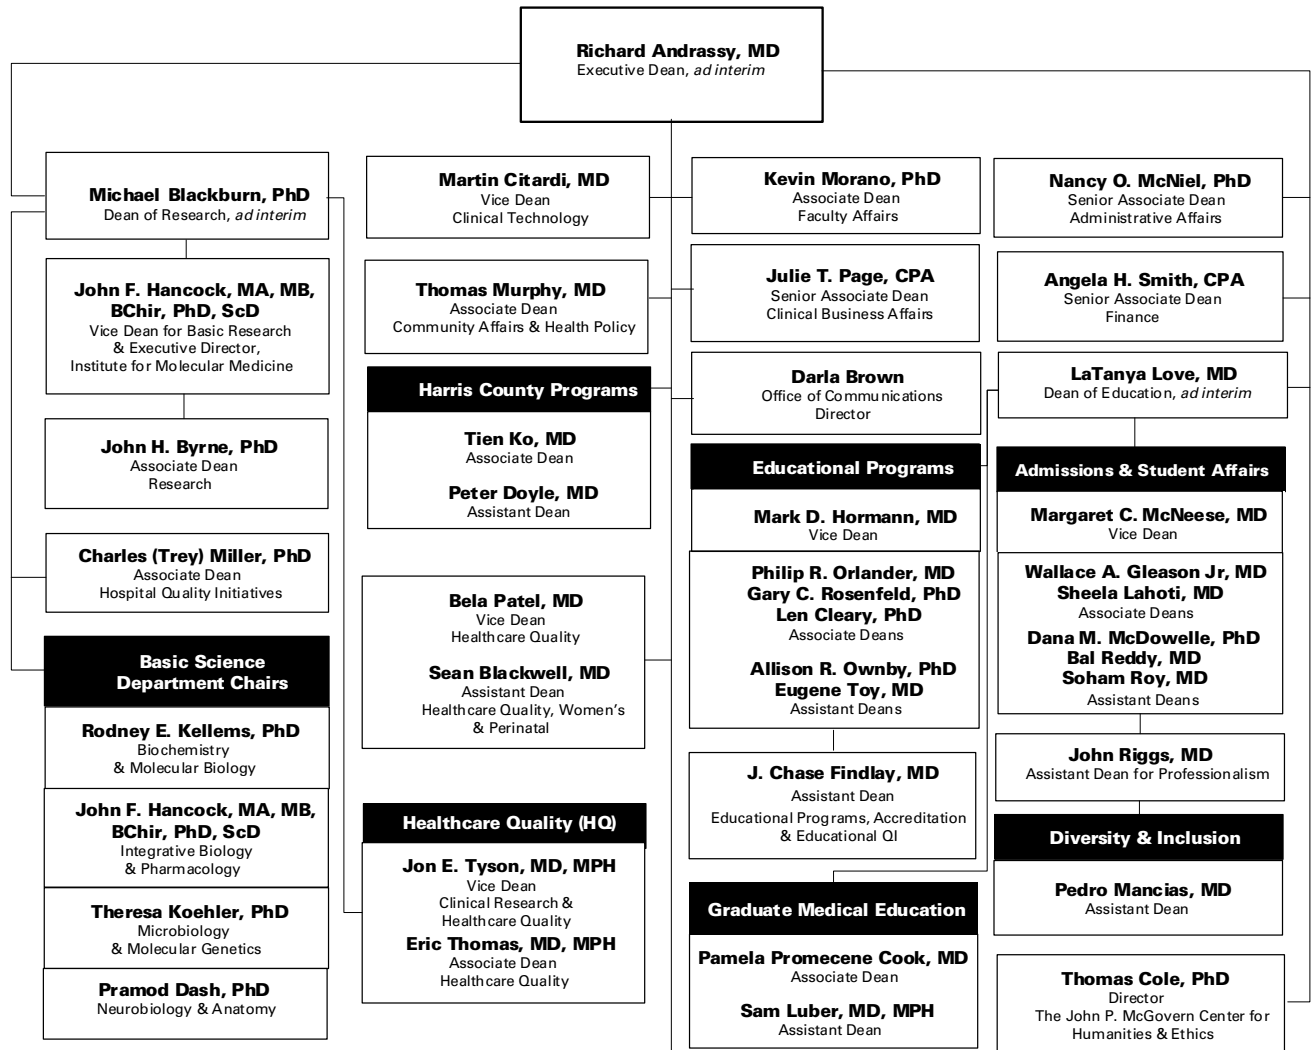 Richard Andrassy, MD
Executive Dean, ad interim
Michael Blackburn, PhD
Dean of Research, ad interim
John F. Hancock, MA, MB,
BChir, PhD, ScD
Vice Dean for Basic Research
& Executive Director,
Institute for Molecular Medicine
John H. Byrne, PhD
Associate Dean
Research
Charles (Trey) Miller, PhD
Associate Dean
Hospital Quality Initiatives
Basic Science
Department Chairs
Rodney E. Kellems, PhD
Biochemistry
& Molecular Biology
John F. Hancock, MA, MB,
BChir, PhD, ScD
Integrative Biology
& Pharmacology
Theresa Koehler, PhD
Microbiology
& Molecular Genetics
Pramod Dash, PhD
Neurobiology & Anatomy
Martin Citardi, MD
Vice Dean
Clinical Technology
Thomas Murphy, MD
Associate Dean
Community Affairs & Health Policy
Harris County Programs
Tien Ko, MD
Associate Dean
Peter Doyle, MD
Assistant Dean
Bela Patel, MD
Vice Dean
Healthcare Quality
Sean Blackwell, MD
Assistant Dean
Healthcare Quality, Women's
& Perinatal
Healthcare Quality (HQ)
Jon E. Tyson, MD, MPH
Vice Dean
Clinical Research &
Healthcare Quality
Eric Thomas, MD, MPH
Associate Dean
Healthcare Quality
Kevin Morano, PhD
Associate Dean
Faculty Affairs
Julie T. Page, CPA
Senior Associate Dean
Clinical Business Affairs
Darla Brown
Office of Communications
Director
Educational Programs
Mark D. Hormann, MD
Vice Dean
Philip R. Orlander, MD
Gary C. Rosenfeld, PhD
Len Cleary, PhD
Associate Deans
Allison R. Ownby, PhD
Eugene Toy, MD
Assistant Deans
J. Chase Findlay, MD
Assistant Dean
Educational Programs, Accreditation
& Educational QI
Graduate Medical Education
Pamela Promecene Cook, MD
Associate Dean
Sam Luber, MD, MPH
Assistant Dean
Nancy O. McNiel, PhD
Senior Associate Dean
Administrative Affairs
Angela H. Smith, CPA
Senior Associate Dean
Finance
LaTanya Love, MD
Dean of Education, ad interim
Admissions & Student Affairs
Margaret C. McNeese, MD
Vice Dean
Wallace A. Gleason Jr, MD
Sheela Lahoti, MD
Associate Deans
Dana M. McDowelle, PhD
Bal Reddy, MD
Soham Roy, MD
Assistant Deans
John Riggs, MD
Assistant Dean for Professionalism
Diversity & Inclusion
Pedro Mancias, MD
Assistant Dean
Thomas Cole, PhD
Director
The John P. McGovern Center for
Humanities & Ethics